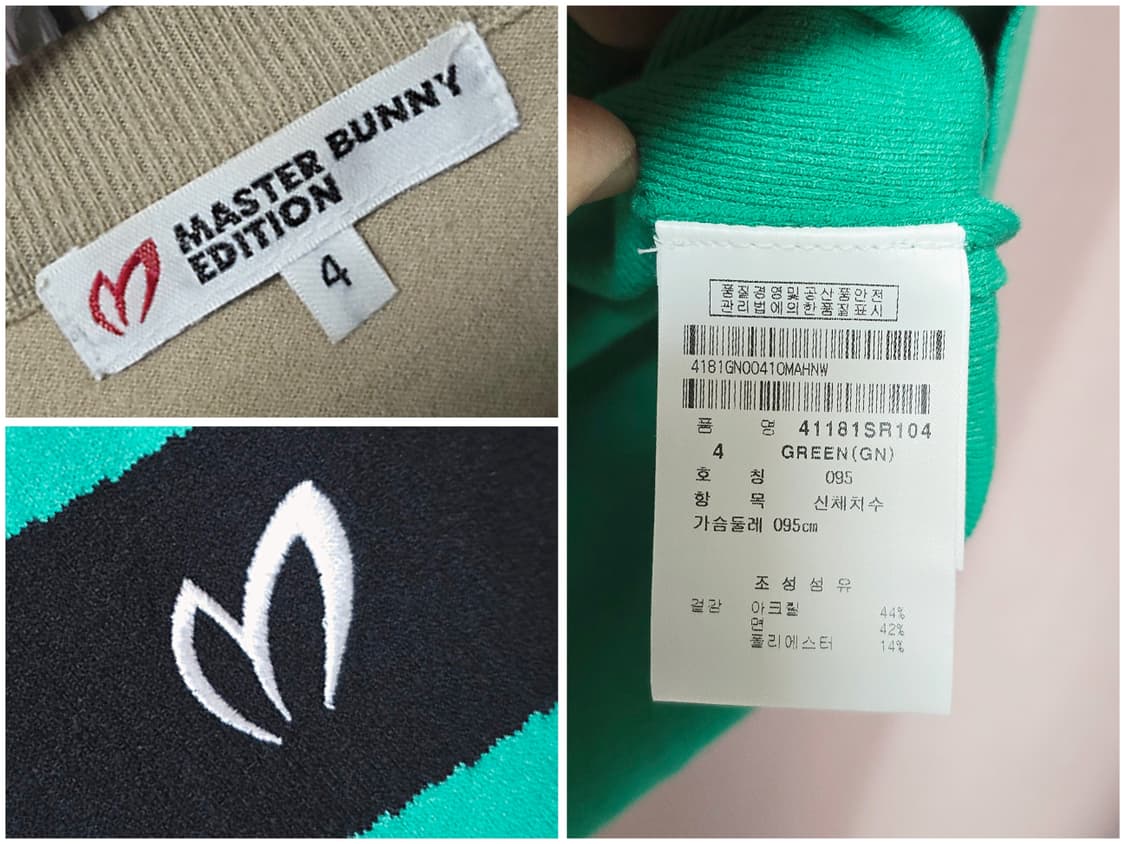 MASTER BUNNY
EDITION
4
품질경영및공산품안전
관리법에의한품질표시
4181GN00410MAHNW
품 명 41181SR104
4 GREEN(GN)
호 칭 095
항 목 신체치수
가슴둘레 095cm
조성섬유
겉감 아크릴 44%
면 42%
폴리에스터 14%